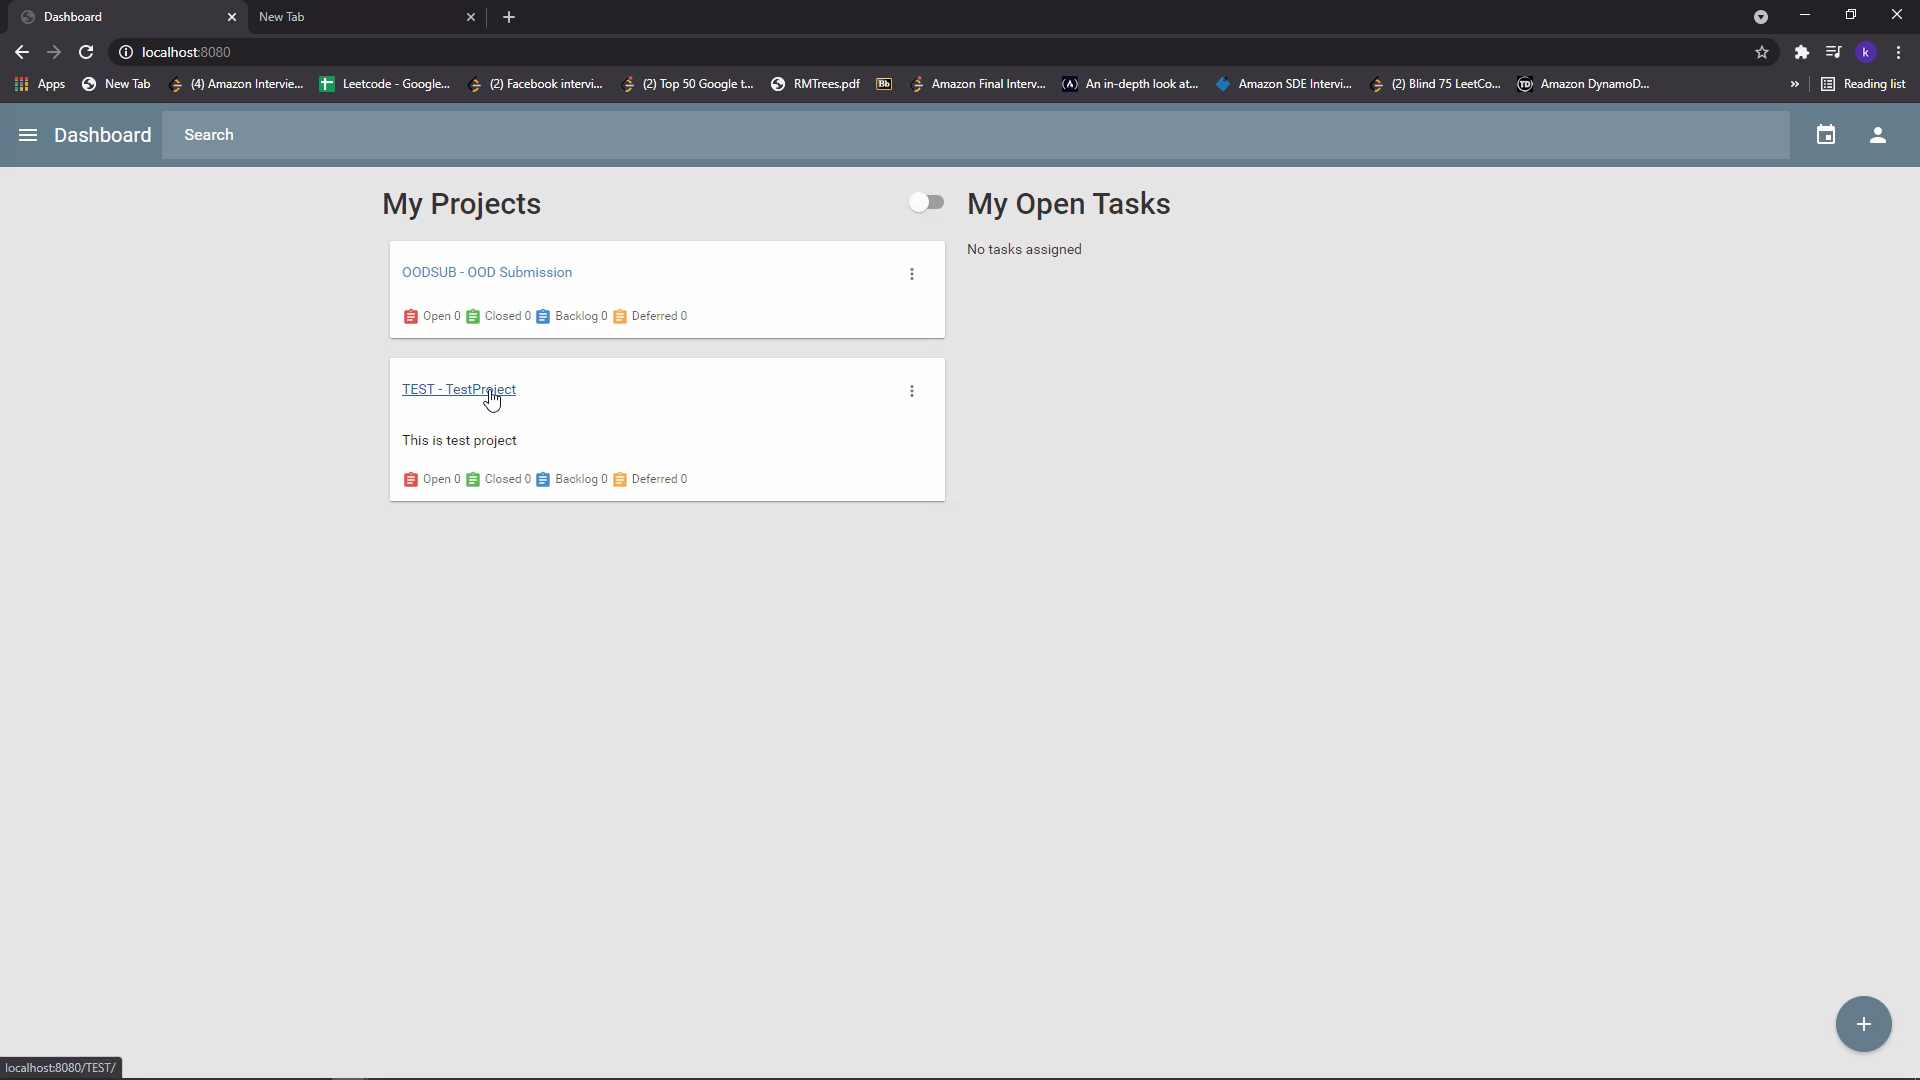 Dashboard
New Tab
localhost:8080
Apps
New Tab
(4) Amazon Intervie...
Leetcode - Google...
(2) Facebook intervi...
(2) Top 50 Google t...
RMTrees.pdf
Bb
Amazon Final Interv...
(A) An in-depth look at...
Amazon SDE Intervi...
(2) Blind 75 LeetCo...
TD Amazon DynamoD...
»
Reading list
k
Dashboard
Search
My Projects
OODSUB - OOD Submission
Open 0 Closed 0 Backlog 0 Deferred 0
TEST - TestProject
This is test project
Open 0 Closed 0 Backlog 0 Deferred 0
My Open Tasks
No tasks assigned
localhost:8080/TEST/